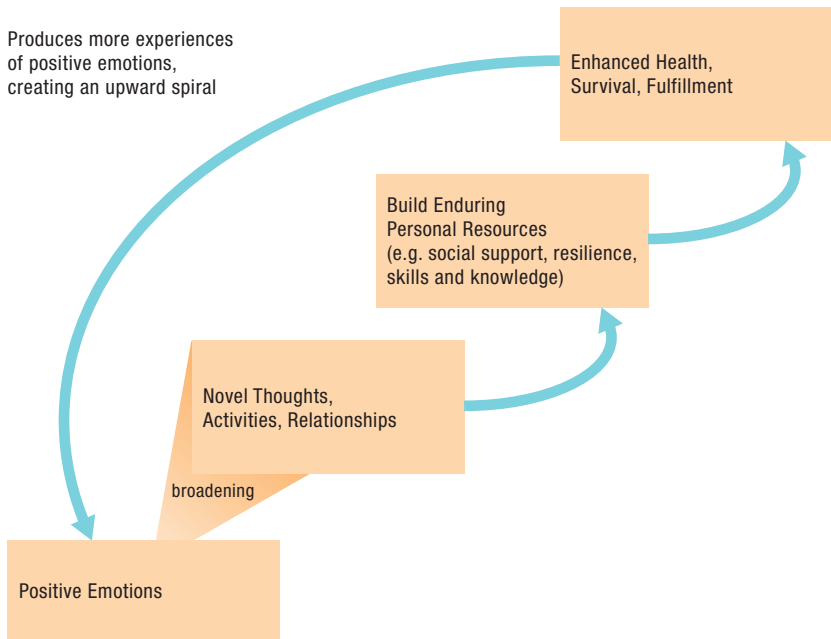 Produces more experiences
of positive emotions,
creating an upward spiral
Enhanced Health,
Survival, Fulfillment
Build Enduring
Personal Resources
(e.g. social support, resilience,
skills and knowledge)
Novel Thoughts,
Activities, Relationships
broadening
Positive Emotions